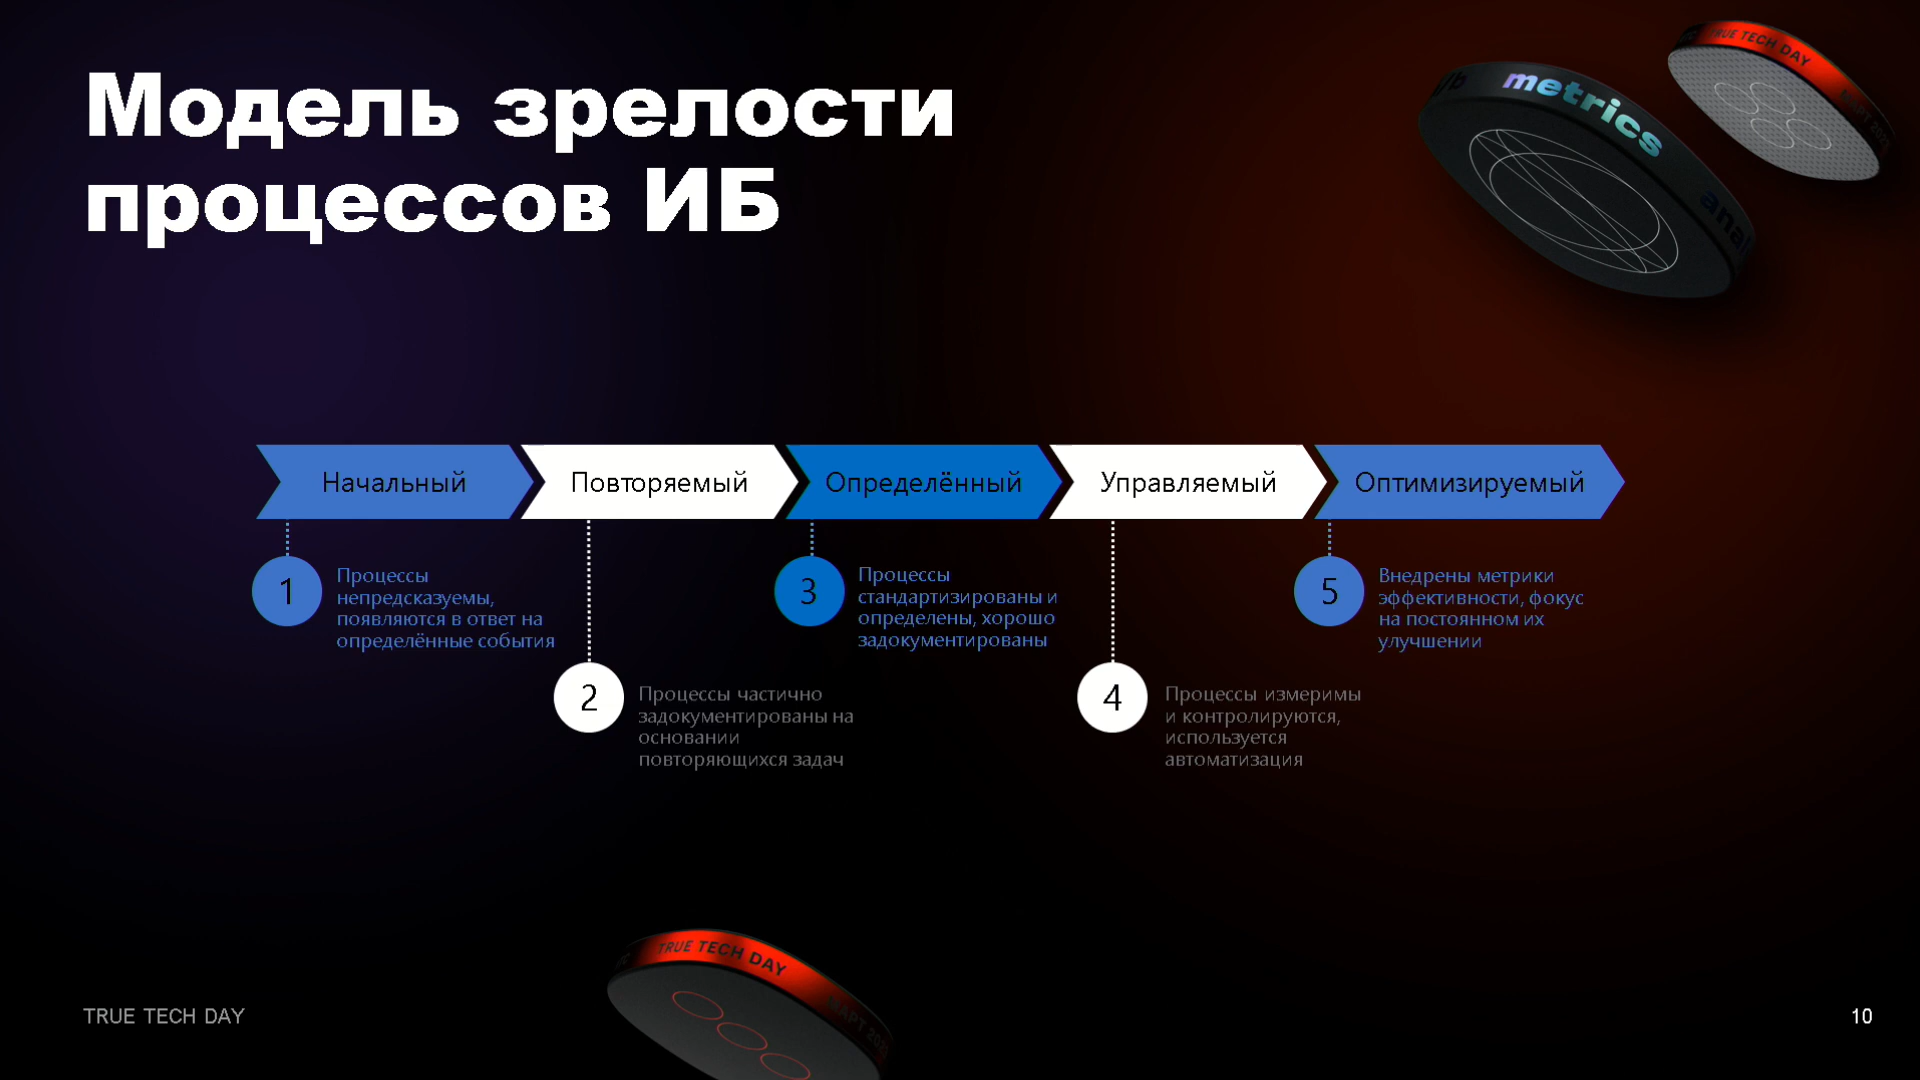 Модель зрелости
процессов ИБ
metrics
TRUE TECH DAY
Начальный
Повторяемый
Определённый
Управляемый
Оптимизируемый
1
Процессы
непредсказуемы,
появляются в ответ на
определённые события
2
Процессы частично
задокументированы на
основании
повторяющихся задач
3
Процессы
стандартизированы и
определены, хорошо
задокументированы
4
Процессы измеримы
и контролируются,
используется
автоматизация
5
Внедрены метрики
эффективности, фокус
на постоянном их
улучшении
TRUE TECH DAY
TRUE TECH DAY
10